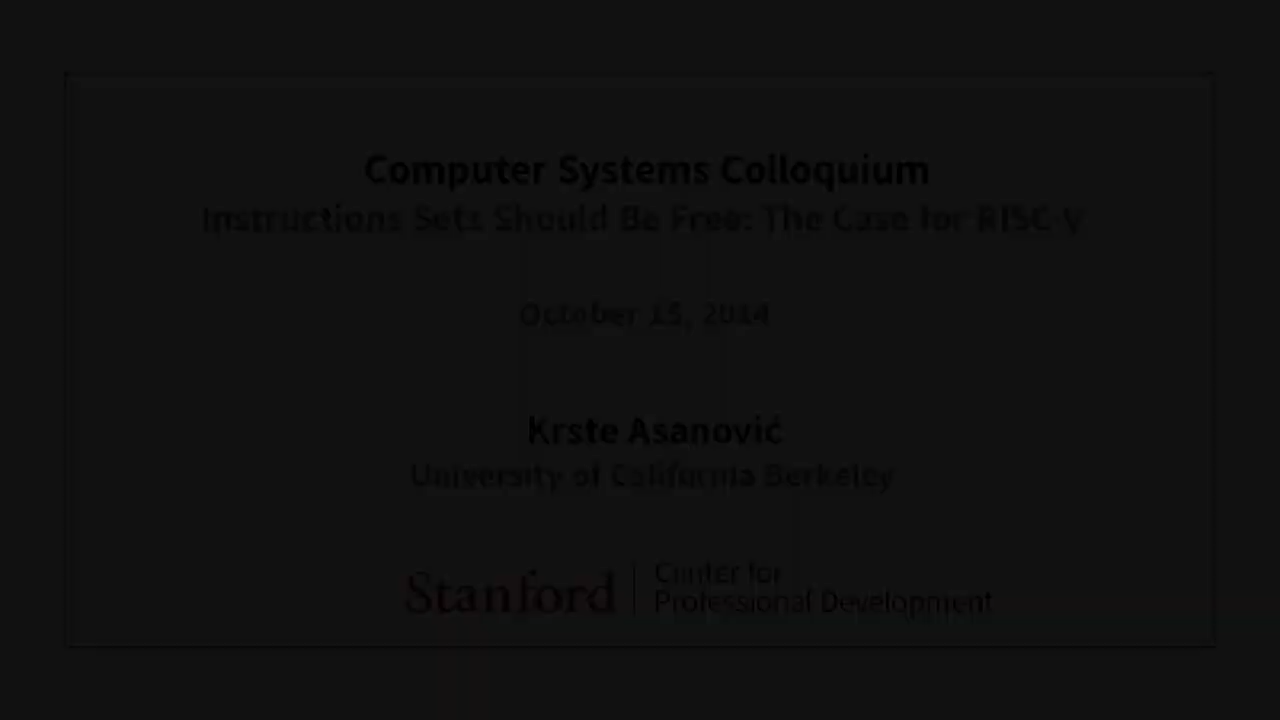 Computer Systems Colloquium
Instructions Sets Should Be Free: The Case for RISC-V
October 15, 2014
Krste Asanović
University of California Berkeley
Stanford
Center for
Professional Development